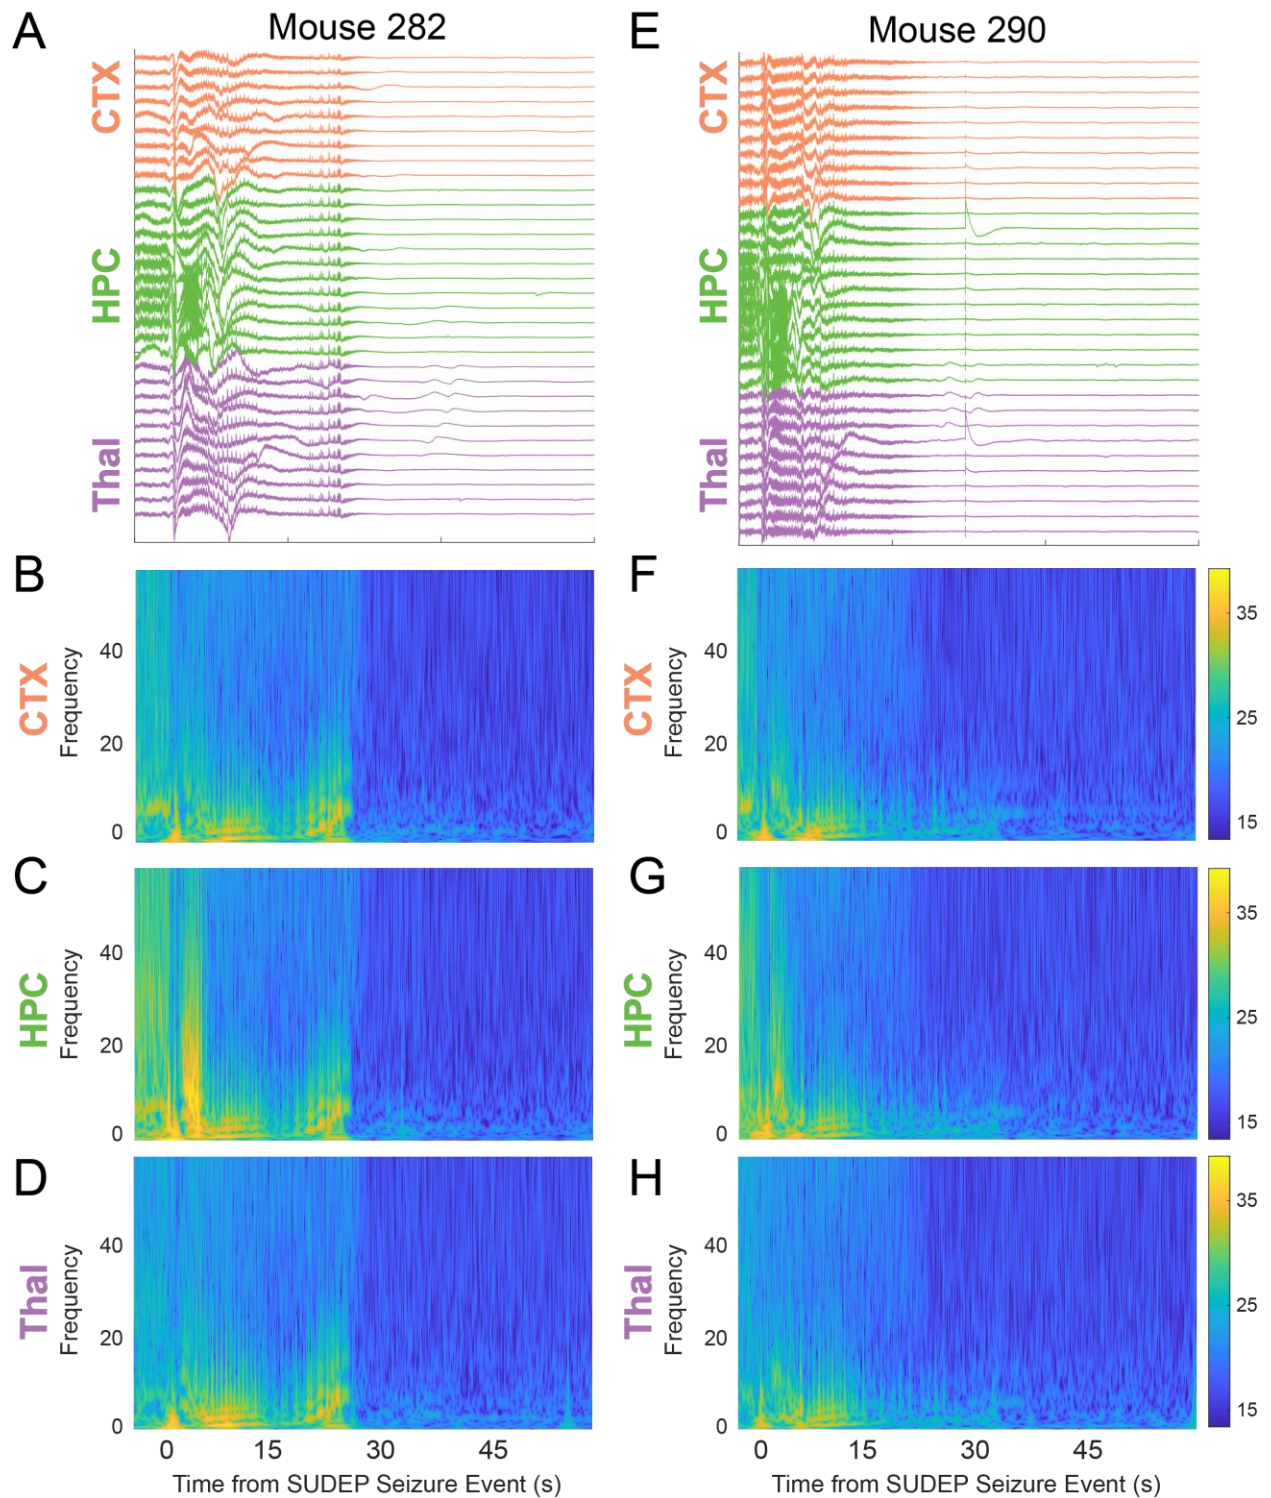 A
Mouse 282
E
Mouse 290
CTX
HPC
Thal
CTX
HPC
Thal
B
CTX
Frequency
40
20
0
F
CTX
Frequency
40
20
0
35
25
15
C
HPC
Frequency
40
20
0
G
HPC
Frequency
40
20
0
35
25
15
D
Thal
Frequency
40
20
0
0 15 30 45
Time from SUDEP Seizure Event (s)
H
Thal
Frequency
40
20
0
35
25
15
0 15 30 45
Time from SUDEP Seizure Event (s)